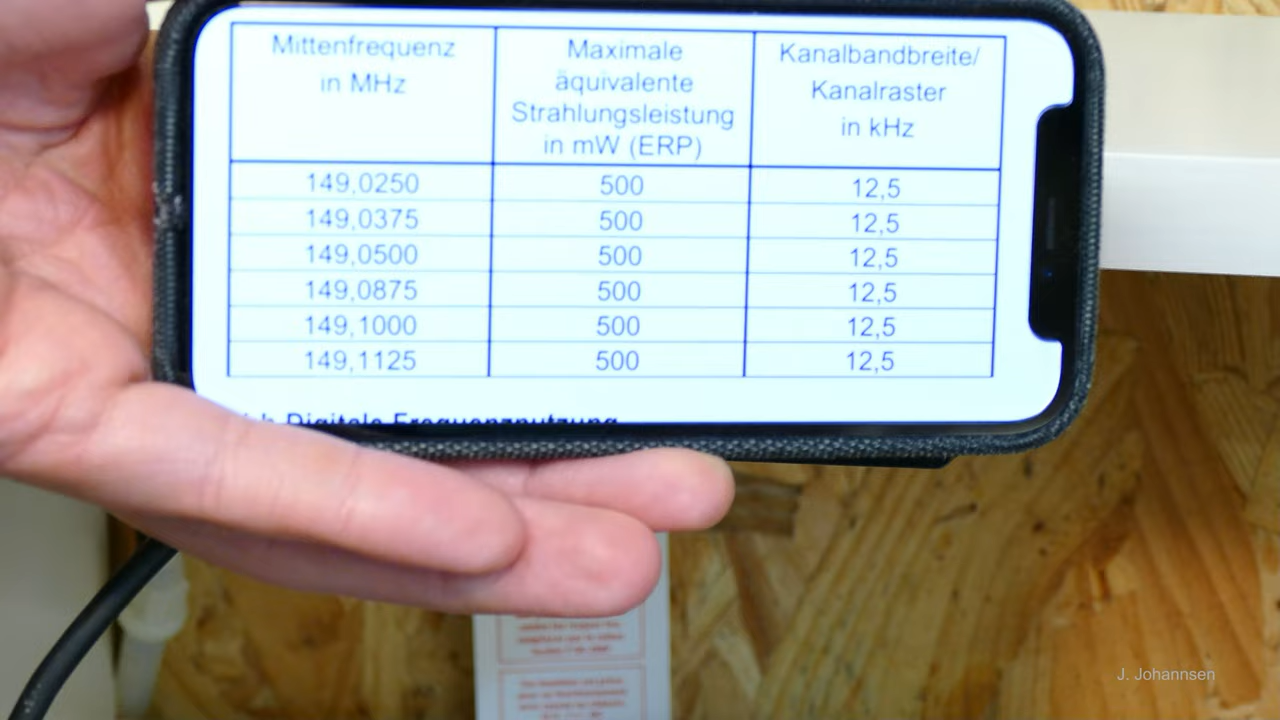 Mittenfrequenz
in MHz
Maximale
äquivalente
Strahlungsleistung
in mW (ERP)
Kanalbandbreite/
Kanalraster
in kHz
149,0250 500 12,5
149,0375 500 12,5
149,0500 500 12,5
149,0875 500 12,5
149,1000 500 12,5
149,1125 500 12,5
Digitale Frequenznutzung
J. Johannsen